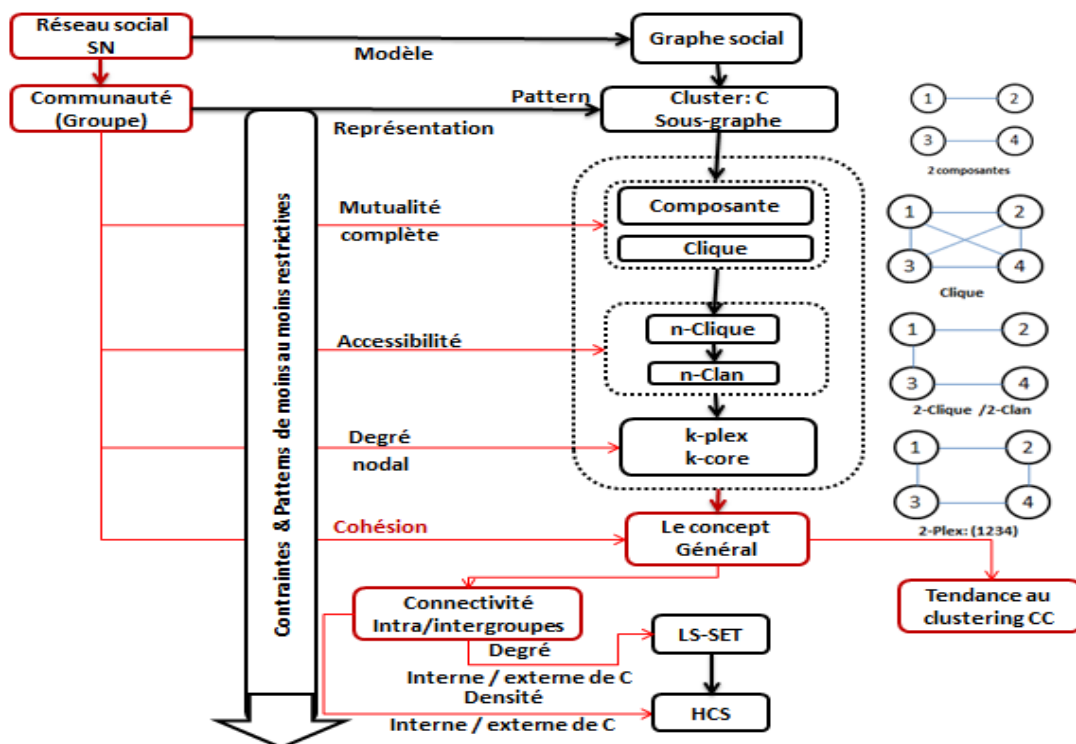 Réseau social
SN
Modèle
Graphe social
Communauté
(Groupe)
Pattern
Représentation
Cluster: C
Sous-graphe
1
2
3
4
2 composantes
Contraintes & Patterns de moins au moins restrictives
Mutualité
complète
Composante
Clique
1
2
3
4
Clique
Accessibilité
n-Clique
n-Clan
1
2
3
4
2-Clique /2-Clan
Degré
nodal
k-plex
k-core
1
2
3
4
2-Plex: (1234)
Cohésion
Le concept
Général
Tendance au
clustering CC
Connectivité
Intra/intergroupes
Degré
Interne / externe de C
LS-SET
Densité
Interne / externe de C
HCS